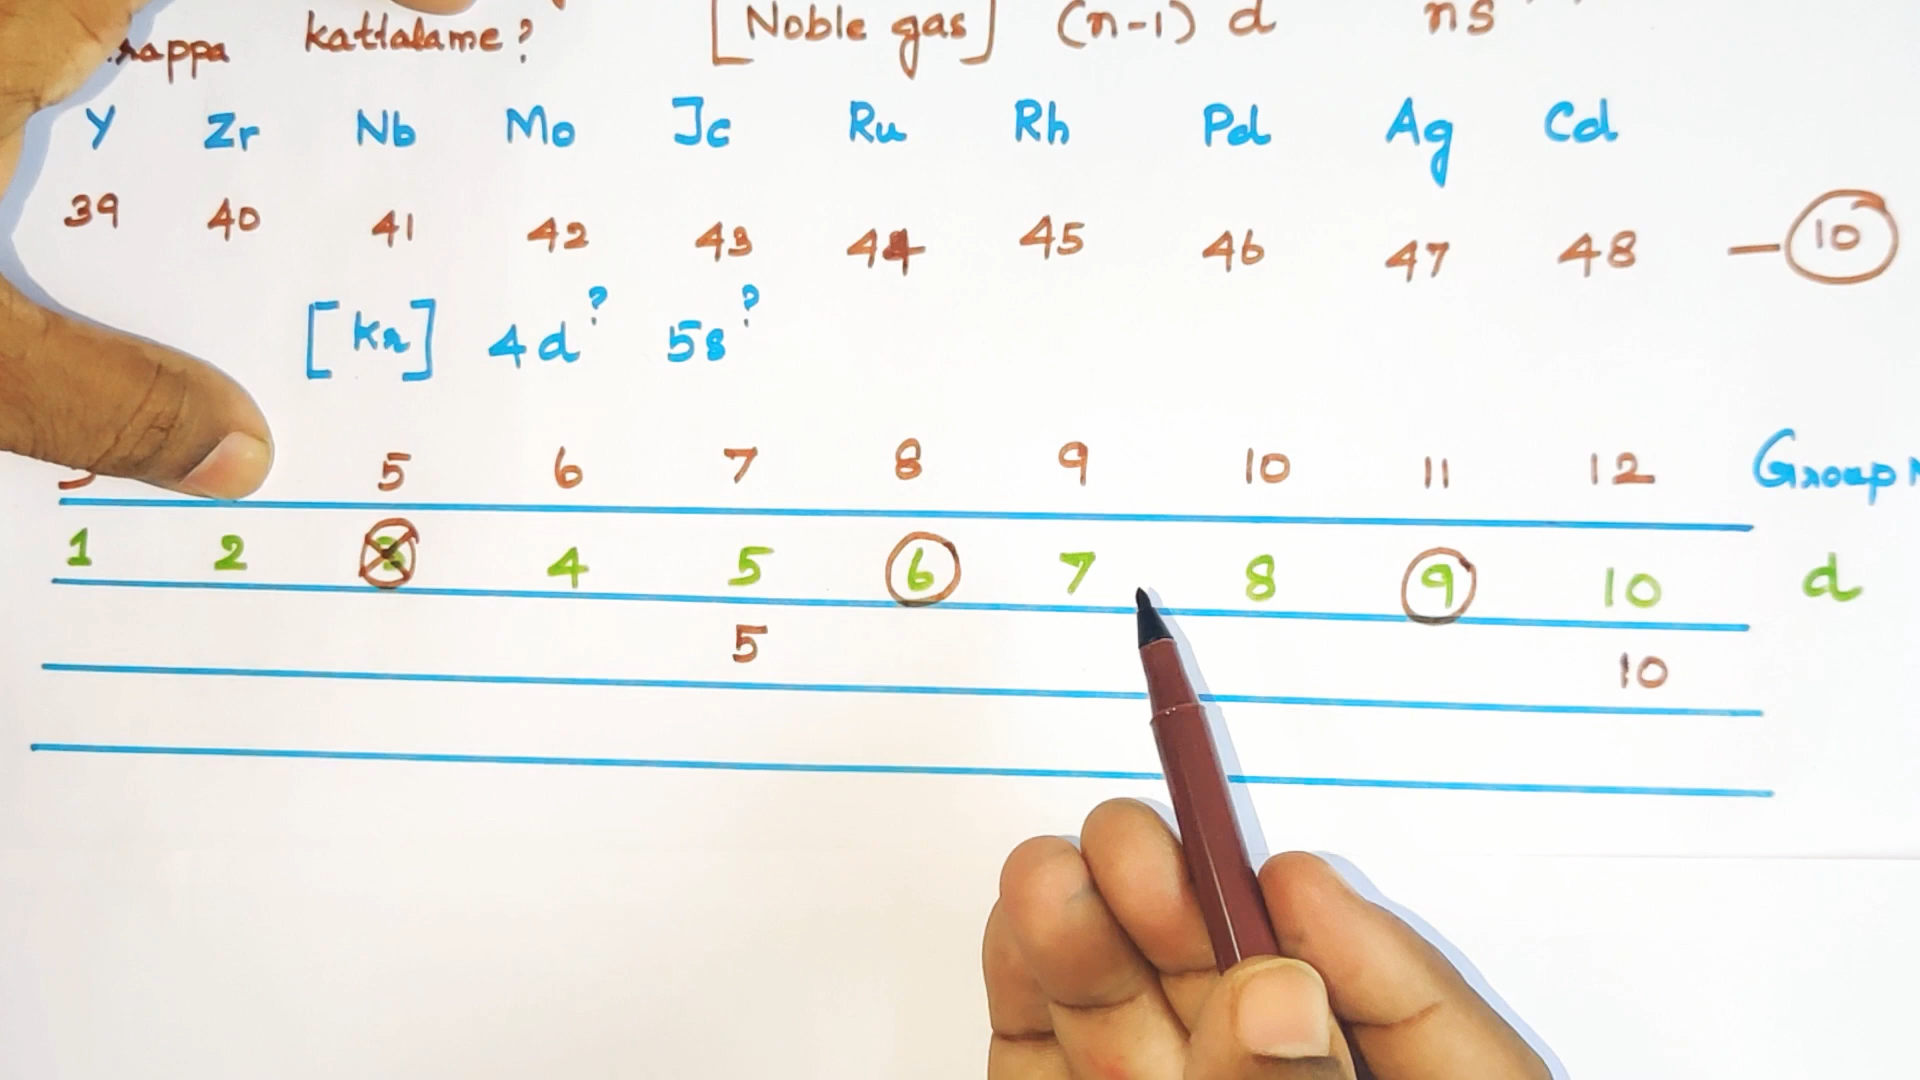 kattalame? [Noble gas] (n-1) d ns
Y Zr Nb Mo Tc Ru Rh Pd Ag Cd
39 40 41 42 43 44 45 46 47 48 — 10
[Kr] 4d? 5s?
5 6 7 8 9 10 11 12 Group
1 2 3 4 5 6 7 8 9 10 d
5 10